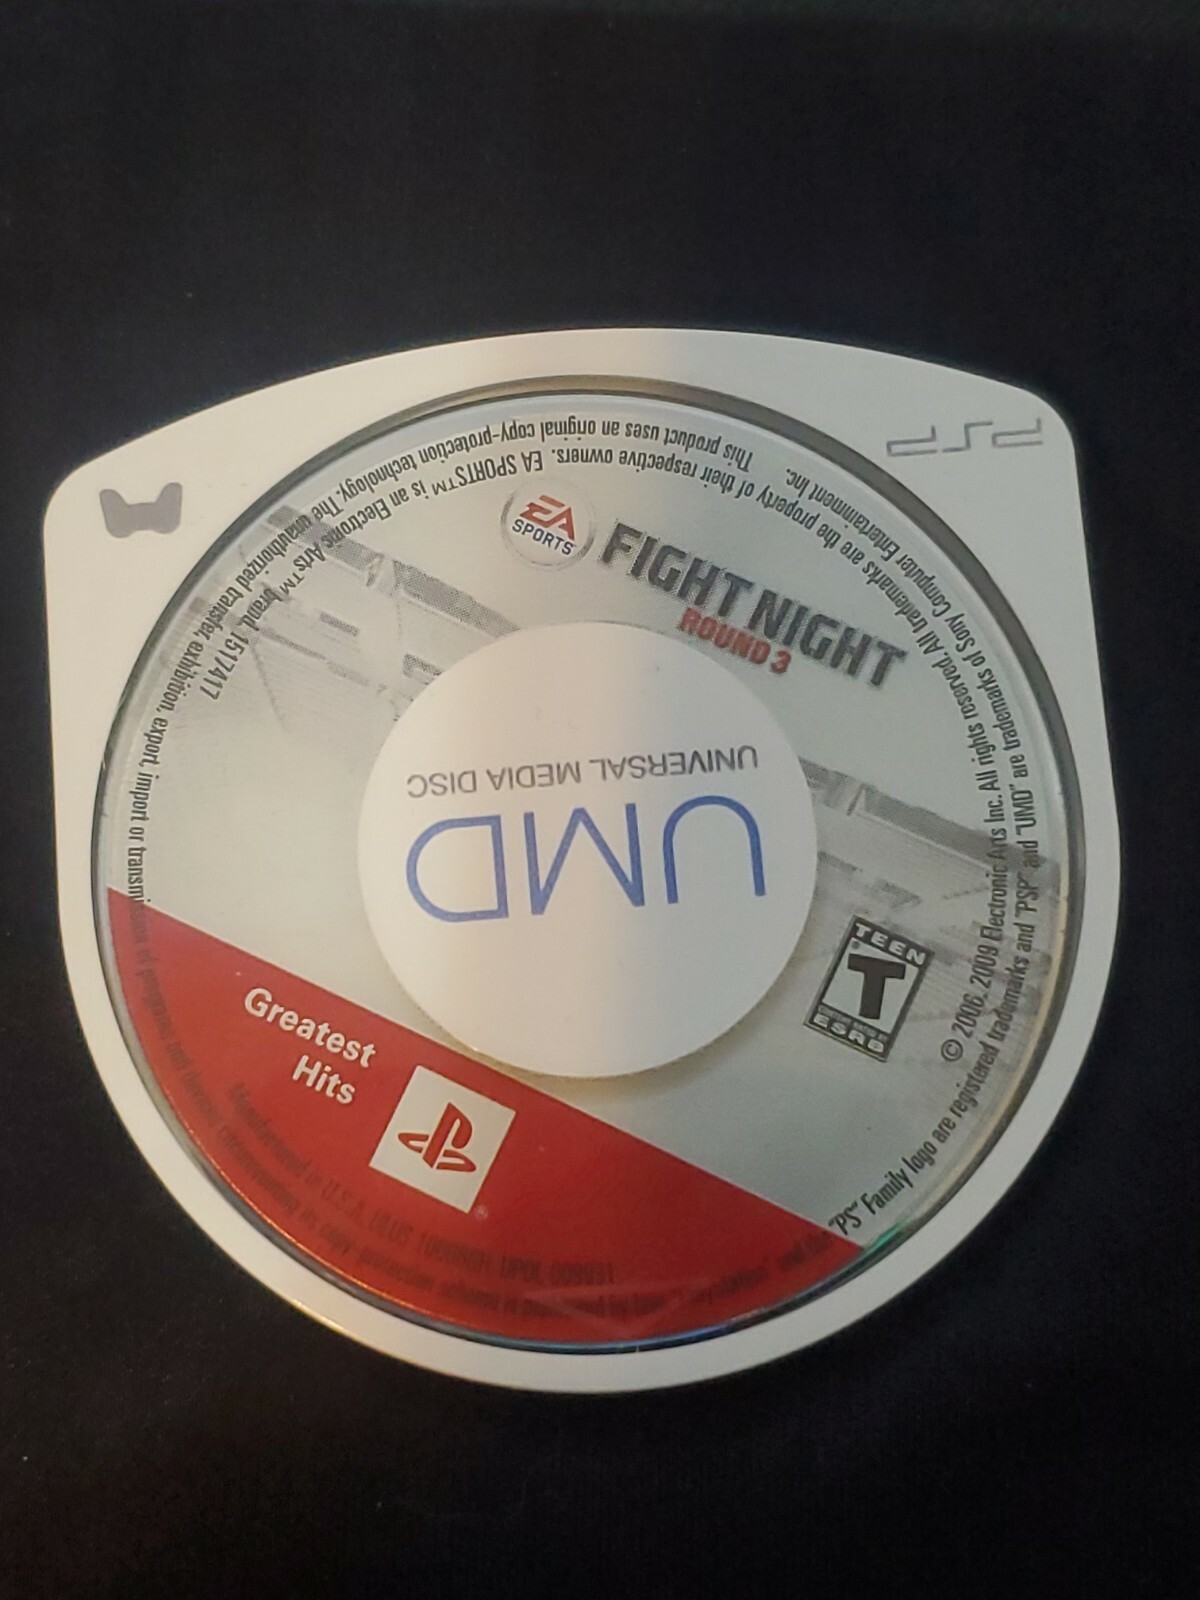 PSP
EA
SPORTS
FIGHT NIGHT
ROUND 3
UMD
UNIVERSAL MEDIA DISC
TEEN
T
ESRB
Greatest
Hits
© 2006, 2009 Electronic Arts Inc. All rights reserved. All trademarks are the property of their respective owners. EA SPORTS™ is an Electronic Arts™ brand. 1517417
"PS" Family logo are registered trademarks and "PSP" and "UMD" are trademarks of Sony Computer Entertainment Inc.
This product uses an original copy-protection technology. The unauthorized transfer, exhibition, export, import or transmission of
Manufactured in U.S.A.